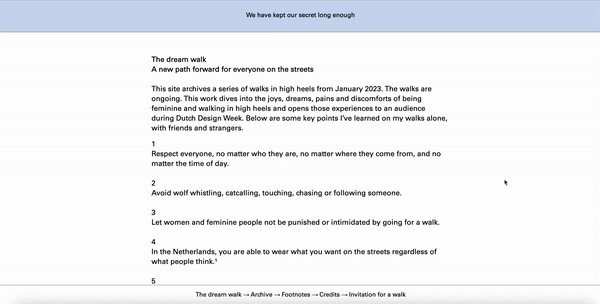 We have kept our secret long enough
The dream walk
A new path forward for everyone on the streets
This site archives a series of walks in high heels from January 2023. The walks are
ongoing. This work dives into the joys, dreams, pains and discomforts of being
feminine and walking in high heels and opens those experiences to an audience
during Dutch Design Week. Below are some key points I've learned on my walks alone,
with friends and strangers.
1
Respect everyone, no matter who they are, no matter where they come from, and no
matter the time of day.
2
Avoid wolf whistling, catcalling, touching, chasing or following someone.
3
Let women and feminine people not be punished or intimidated by going for a walk.
4
In the Netherlands, you are able to wear what you want on the streets regardless of
what people think.¹
5
The dream walk → Archive → Footnotes → Credits → Invitation for a walk